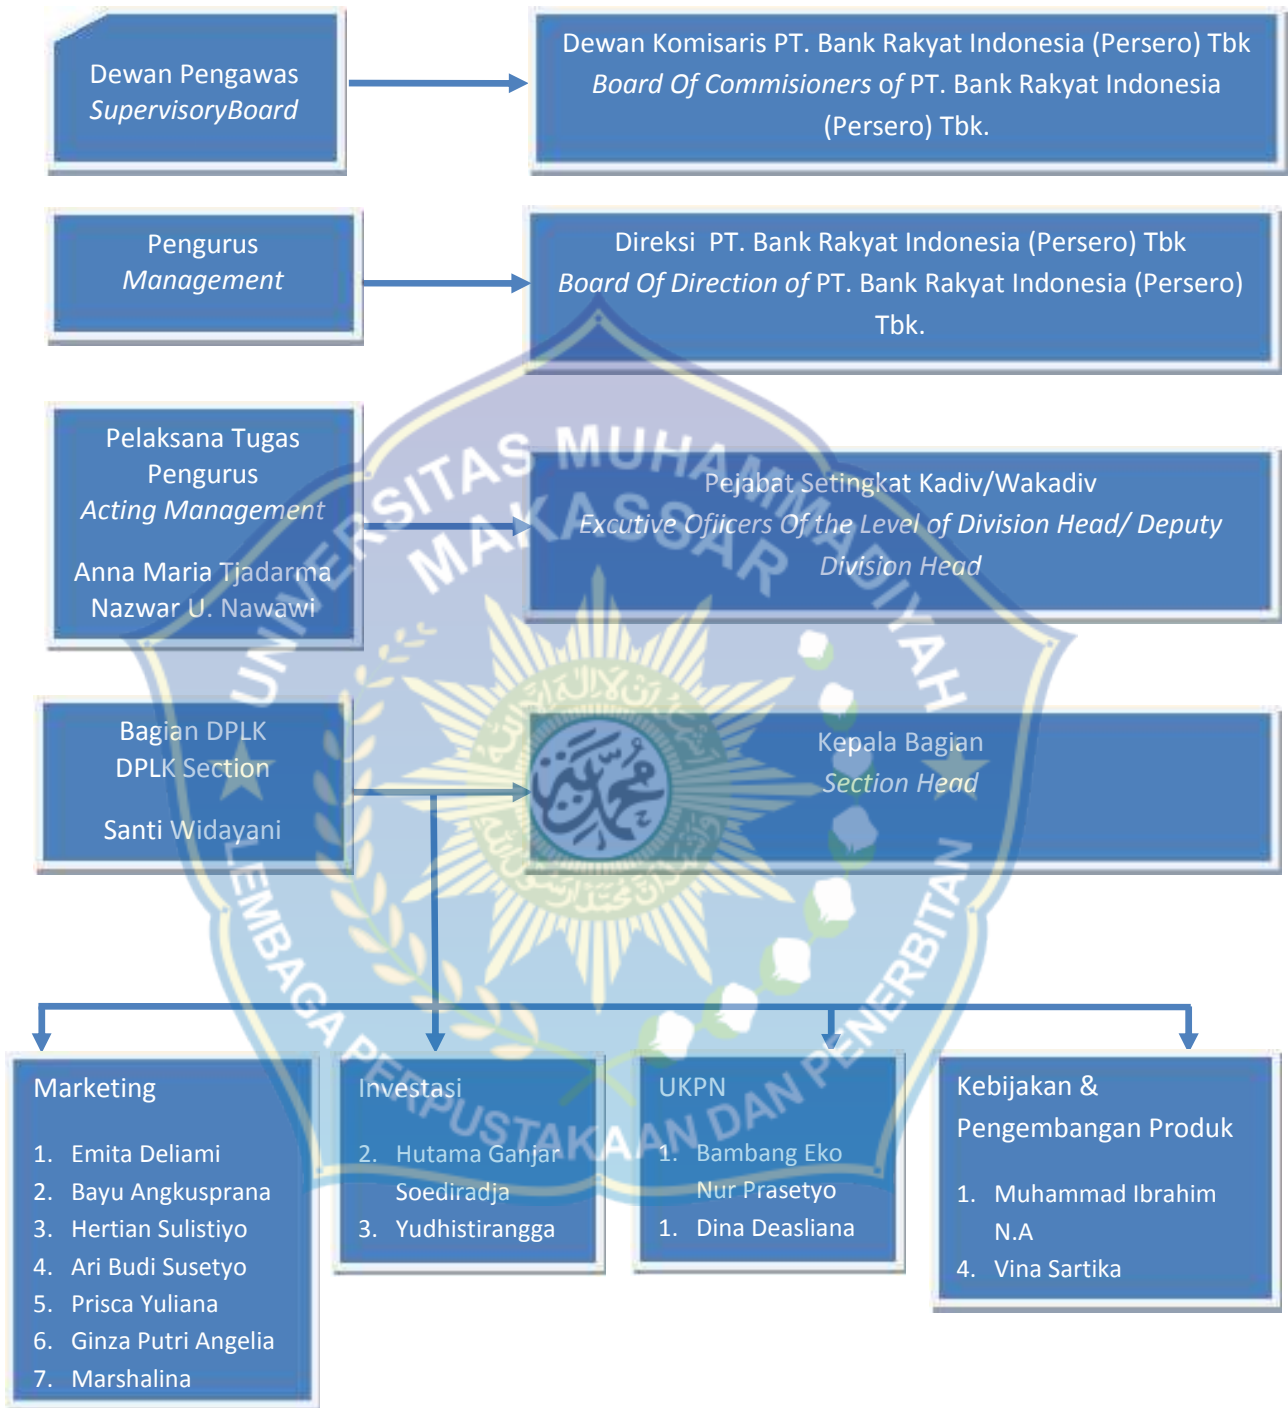 Dewan Pengawas
SupervisoryBoard
Dewan Komisaris PT. Bank Rakyat Indonesia (Persero) Tbk
Board Of Commisioners of PT. Bank Rakyat Indonesia
(Persero) Tbk.
Pengurus
Management
Direksi PT. Bank Rakyat Indonesia (Persero) Tbk
Board Of Direction of PT. Bank Rakyat Indonesia (Persero)
Tbk.
Pelaksana Tugas
Pengurus
Acting Management
Anna Maria Tjadarma
Nazwar U. Nawawi
Pejabat Setingkat Kadiv/Wakadiv
Excutive Ofiicers Of the Level of Division Head/ Deputy
Division Head
Bagian DPLK
DPLK Section
Santi Widayani
Kepala Bagian
Section Head
Marketing
1. Emita Deliami
2. Bayu Angkusprana
3. Hertian Sulistiyo
4. Ari Budi Susetyo
5. Prisca Yuliana
6. Ginza Putri Angelia
7. Marshalina
Investasi
2. Hutama Ganjar
Soediradja
3. Yudhistirangga
UKPN
1. Bambang Eko
Nur Prasetyo
1. Dina Deasliana
Kebijakan &
Pengembangan Produk
1. Muhammad Ibrahim
N.A
4. Vina Sartika
UNIVERSITAS MUHAMMADIYAH
MAKASSAR
LEMBAGA PERPUSTAKAAN DAN PENERBITAN